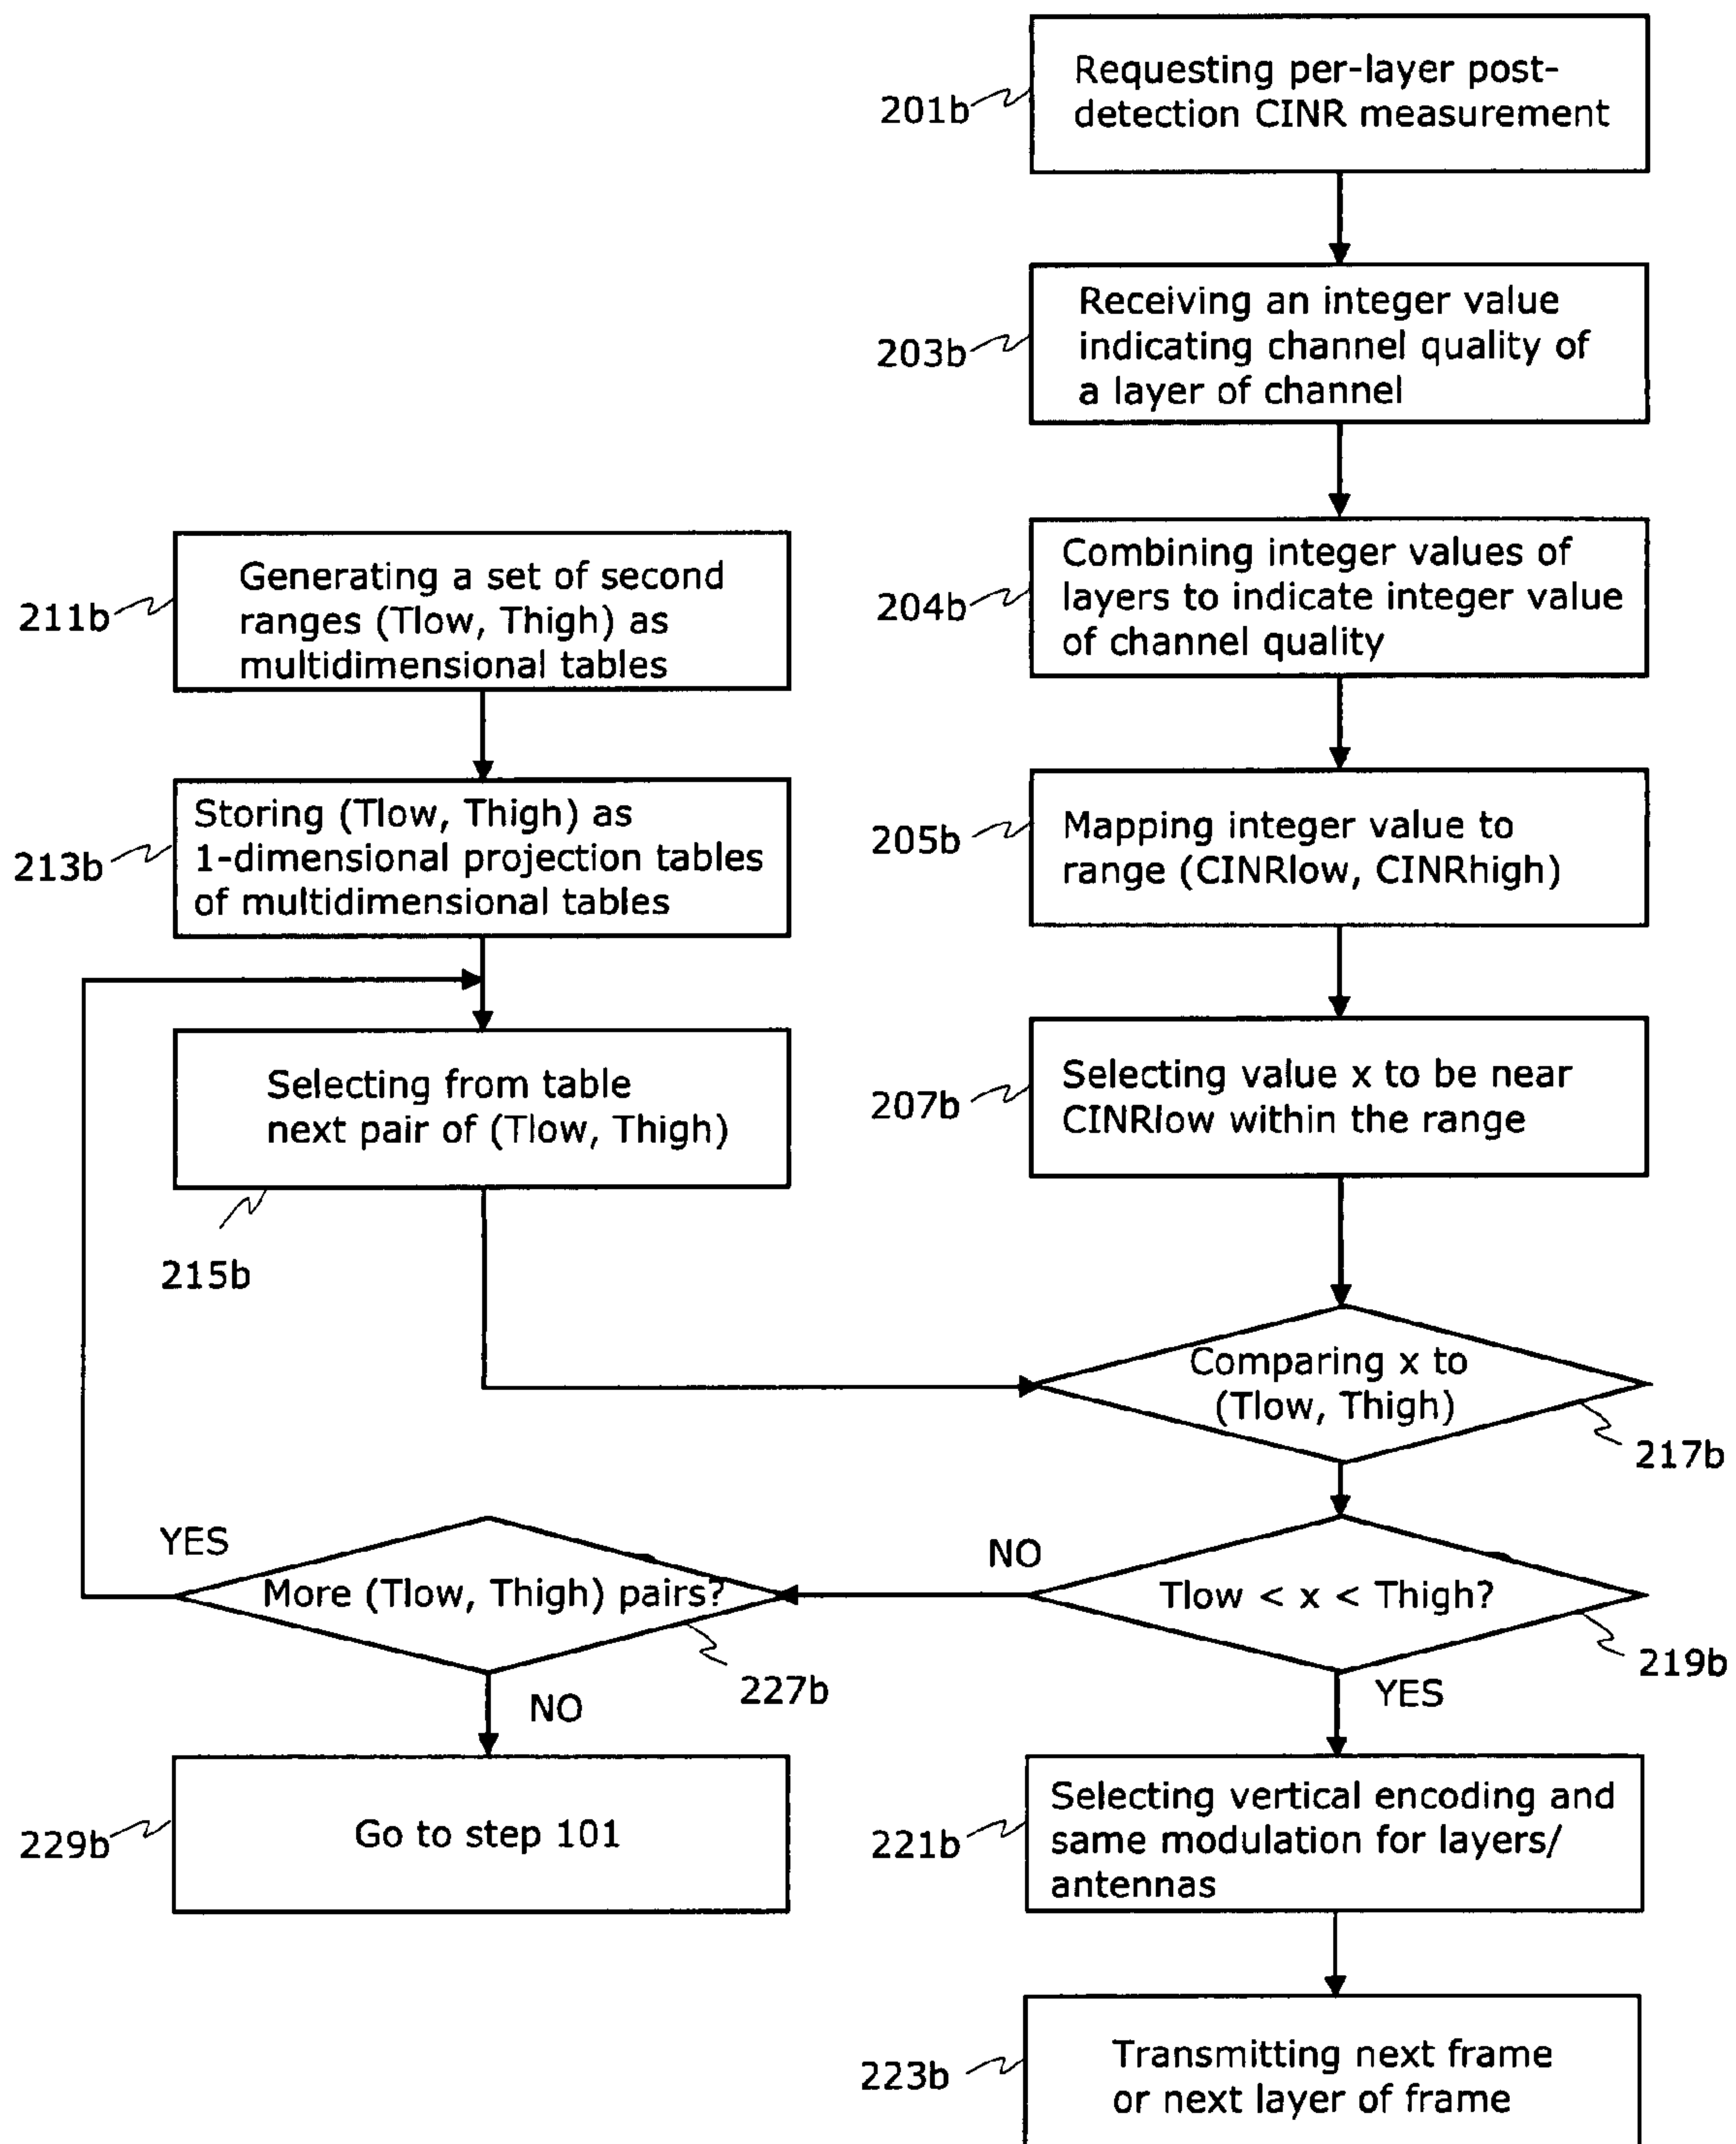 Requesting per-layer post-
detection CINR measurement
201b
Receiving an integer value
indicating channel quality of
a layer of channel
203b
Combining integer values of
layers to indicate integer value
of channel quality
204b
Generating a set of second
ranges (Tlow, Thigh) as
multidimensional tables
211b
Mapping integer value to
range (CINRlow, CINRhigh)
205b
Storing (Tlow, Thigh) as
1-dimensional projection tables
of multidimensional tables
213b
Selecting value x to be near
CINRlow within the range
207b
Selecting from table
next pair of (Tlow, Thigh)
215b
Comparing x to
(Tlow, Thigh)
217b
Tlow < x < Thigh?
219b
NO
YES
More (Tlow, Thigh) pairs?
227b
YES
NO
Go to step 101
229b
Selecting vertical encoding and
same modulation for layers/
antennas
221b
Transmitting next frame
or next layer of frame
223b